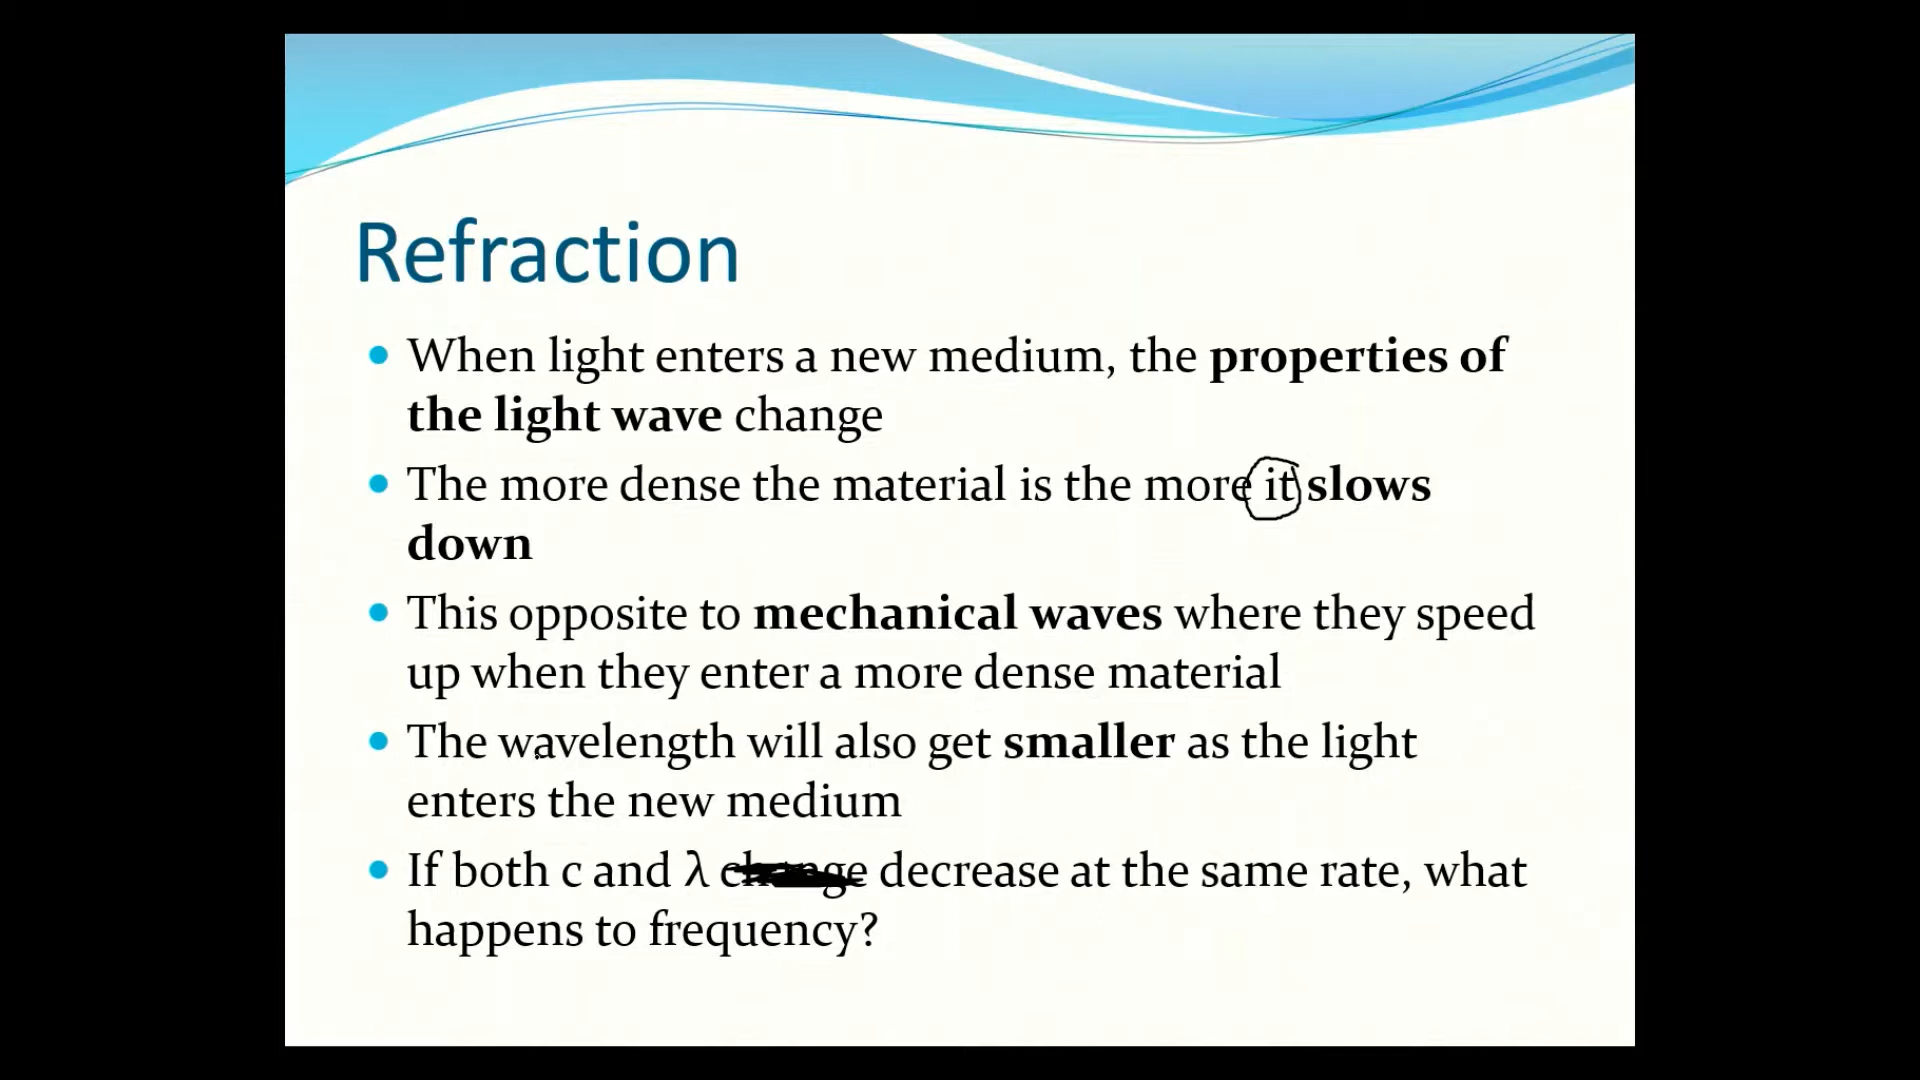 Refraction
When light enters a new medium, the properties of
the light wave change
The more dense the material is the more it slows
down
This opposite to mechanical waves where they speed
up when they enter a more dense material
The wavelength will also get smaller as the light
enters the new medium
If both c and λ change decrease at the same rate, what
happens to frequency?